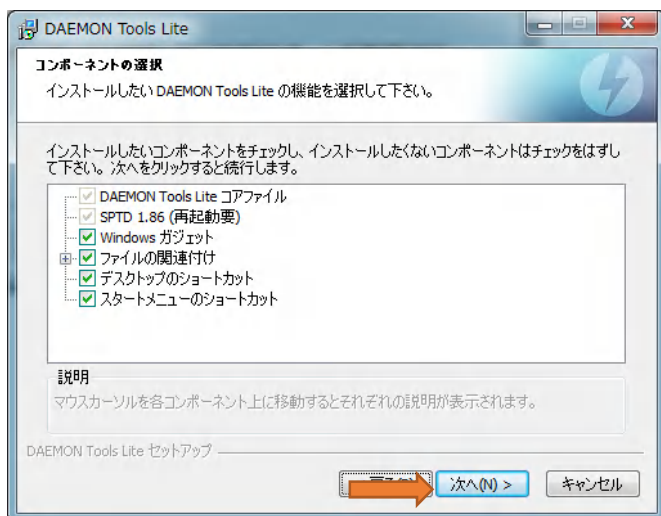 DAEMON Tools Lite
コンポーネントの選択
インストールしたい DAEMON Tools Lite の機能を選択して下さい。
インストールしたいコンポーネントをチェックし、インストールしたくないコンポーネントはチェックをはずし
て下さい。次へをクリックすると続行します。
DAEMON Tools Lite コアファイル
SPTD 1.86 (再起動要)
Windows ガジェット
ファイルの関連付け
デスクトップのショートカット
スタートメニューのショートカット
説明
マウスカーソルを各コンポーネント上に移動するとそれぞれの説明が表示されます。
DAEMON Tools Lite セットアップ
次へ(N) >
キャンセル